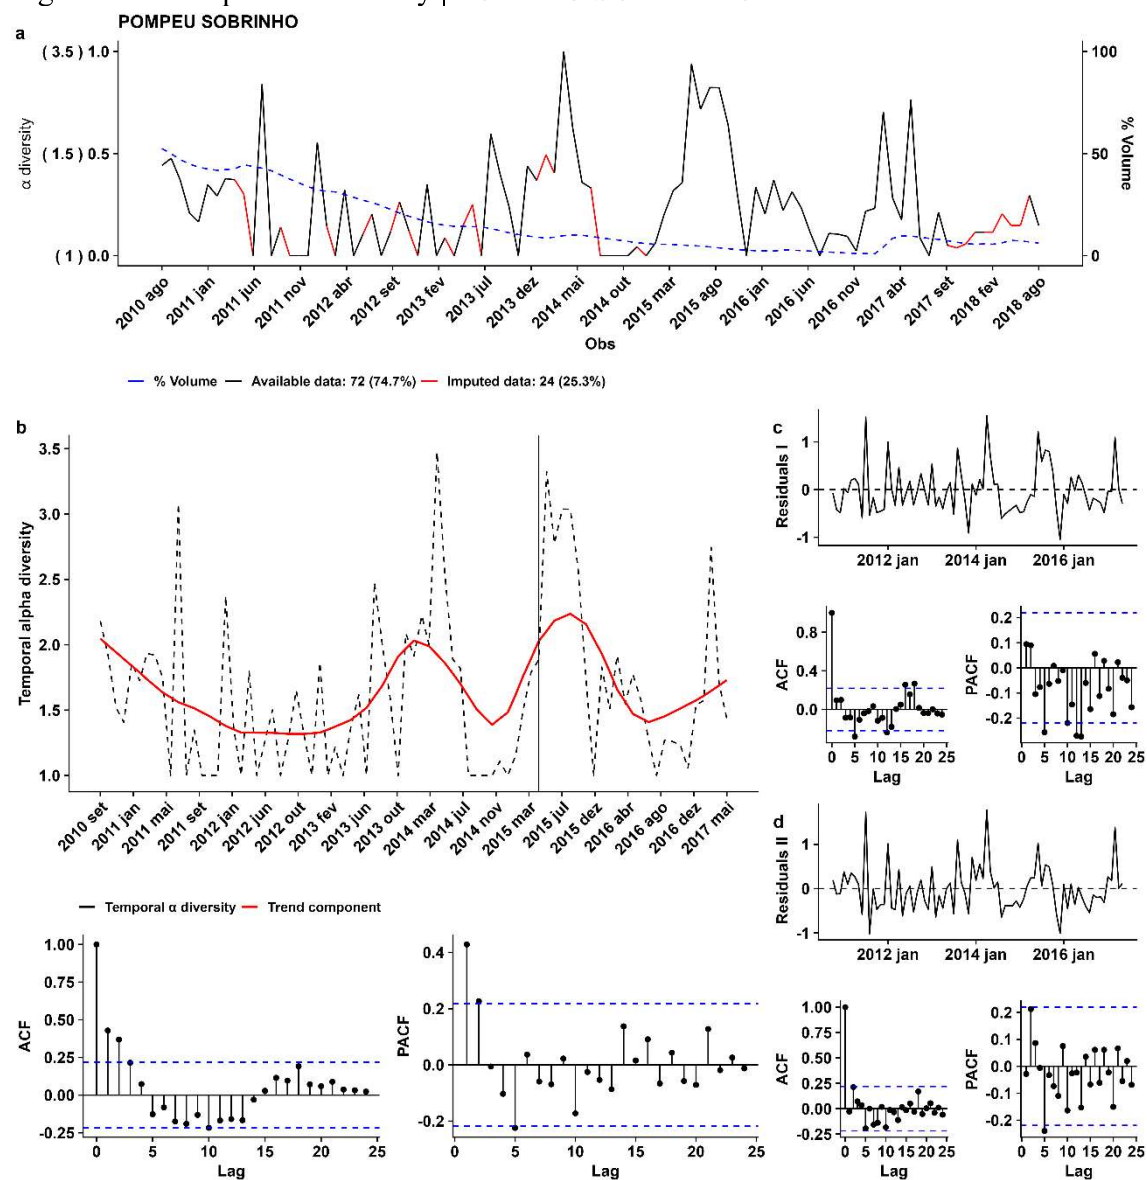 POMPEU SOBRINHO
a
( 3.5 ) 1.0
( 1.5 ) 0.5
( 1 ) 0.0
α diversity
100
50
0
% Volume
2010 ago 2011 jan 2011 jun 2011 nov 2012 abr 2012 set 2013 fev 2013 jul 2013 dez 2014 mai 2014 out 2015 mar 2015 ago 2016 jan 2016 jun 2016 nov 2017 abr 2017 set 2018 fev 2018 ago
Obs
% Volume Available data: 72 (74.7%) Imputed data: 24 (25.3%)
b
3.5
3.0
2.5
2.0
1.5
1.0
Temporal alpha diversity
2010 set 2011 jan 2011 mai 2011 set 2012 jan 2012 jun 2012 out 2013 fev 2013 jun 2013 out 2014 mar 2014 jul 2014 nov 2015 mar 2015 jul 2015 dez 2016 abr 2016 ago 2016 dez 2017 mai
Temporal α diversity Trend component
ACF
1.00
0.75
0.50
0.25
0.00
-0.25
0 5 10 15 20 25
Lag
PACF
0.4
0.2
0.0
-0.2
0 5 10 15 20 25
Lag
c
Residuals I
1
0
-1
2012 jan 2014 jan 2016 jan
ACF
0.8
0.4
0.0
0 5 10 15 20 25
Lag
PACF
0.2
0.1
0.0
-0.1
-0.2
0 5 10 15 20 25
Lag
d
Residuals II
1
0
-1
2012 jan 2014 jan 2016 jan
ACF
1.00
0.75
0.50
0.25
0.00
-0.25
0 5 10 15 20 25
Lag
PACF
0.2
0.1
0.0
-0.1
-0.2
0 5 10 15 20 25
Lag